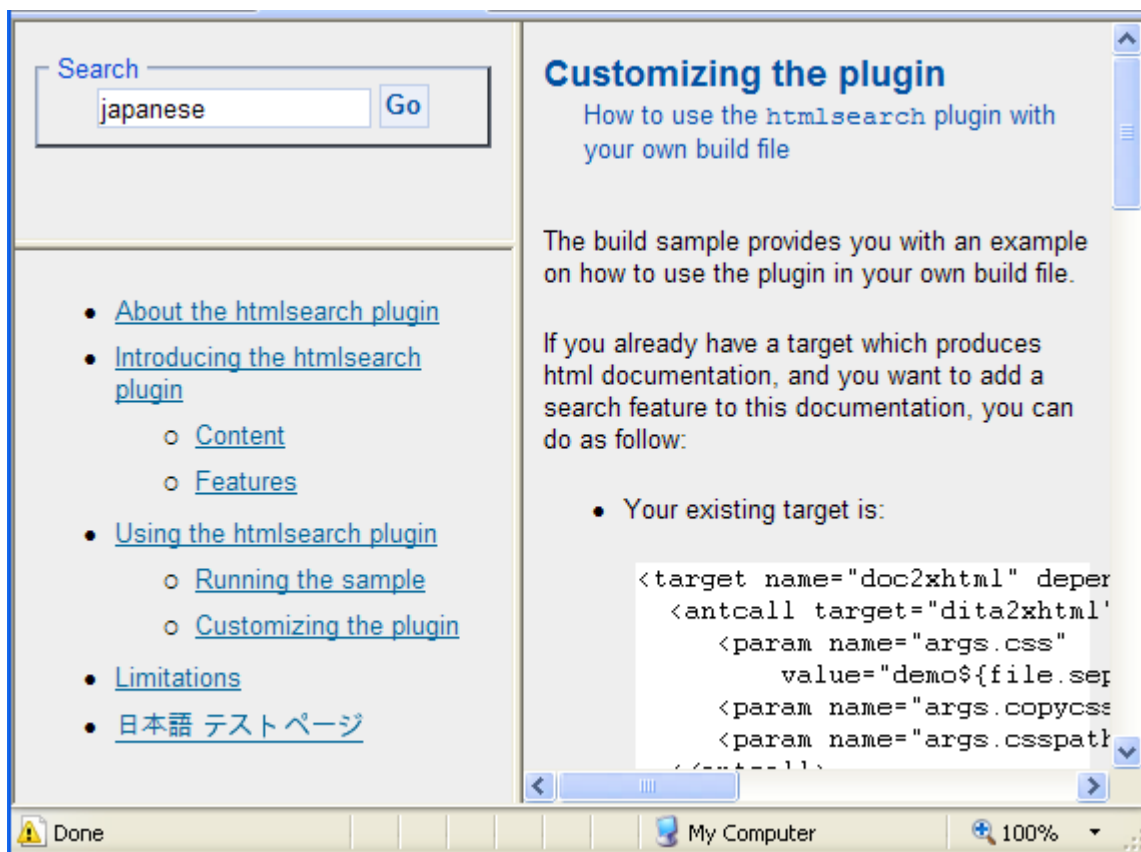 Search
japanese
Go
About the htmlsearch plugin
Introducing the htmlsearch
plugin
Content
Features
Using the htmlsearch plugin
Running the sample
Customizing the plugin
Limitations
日本語 テストページ
Customizing the plugin
How to use the htmlsearch plugin with
your own build file
The build sample provides you with an example
on how to use the plugin in your own build file.
If you already have a target which produces
html documentation, and you want to add a
search feature to this documentation, you can
do as follow:
Your existing target is:
<target name="doc2xhtml" deper
<antcall target="dita2xhtml"
<param name="args.css"
value="demo${file.sep
<param name="args.copycss
<param name="args.csspath
Done
My Computer
100%